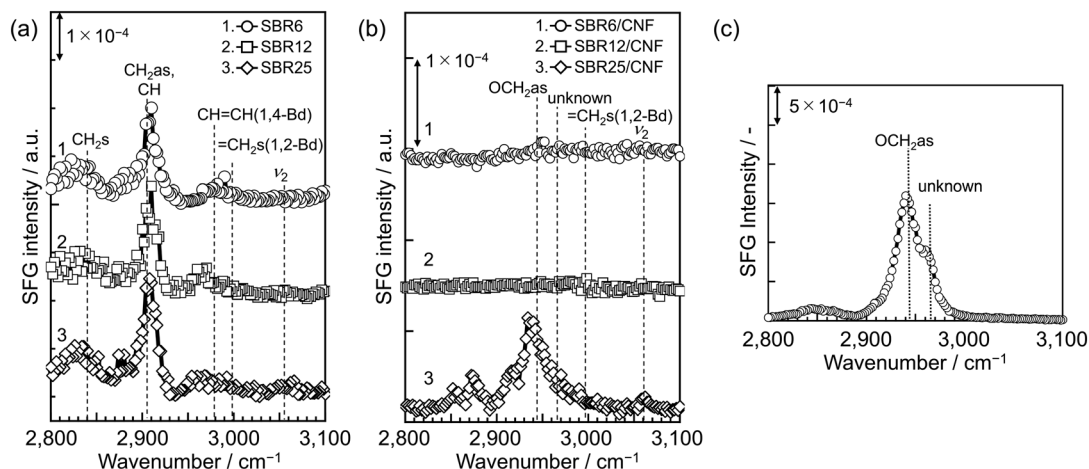 (a)
1 × 10⁻⁴
1. SBR6
2. SBR12
3. SBR25
CH₂as,
CH
CH=CH(1,4-Bd)
CH₂s
=CH₂s(1,2-Bd)
ν₂
1
2
3
SFG intensity / a.u.
2,800
2,900
3,000
3,100
Wavenumber / cm⁻¹
(b)
1. SBR6/CNF
2. SBR12/CNF
3. SBR25/CNF
1 × 10⁻⁴
OCH₂as
unknown
=CH₂s(1,2-Bd)
ν₂
1
2
3
SFG intensity / a.u.
2,800
2,900
3,000
3,100
Wavenumber / cm⁻¹
(c)
5 × 10⁻⁴
OCH₂as
unknown
SFG Intensity / -
2,800
2,900
3,000
3,100
Wavenumber / cm⁻¹